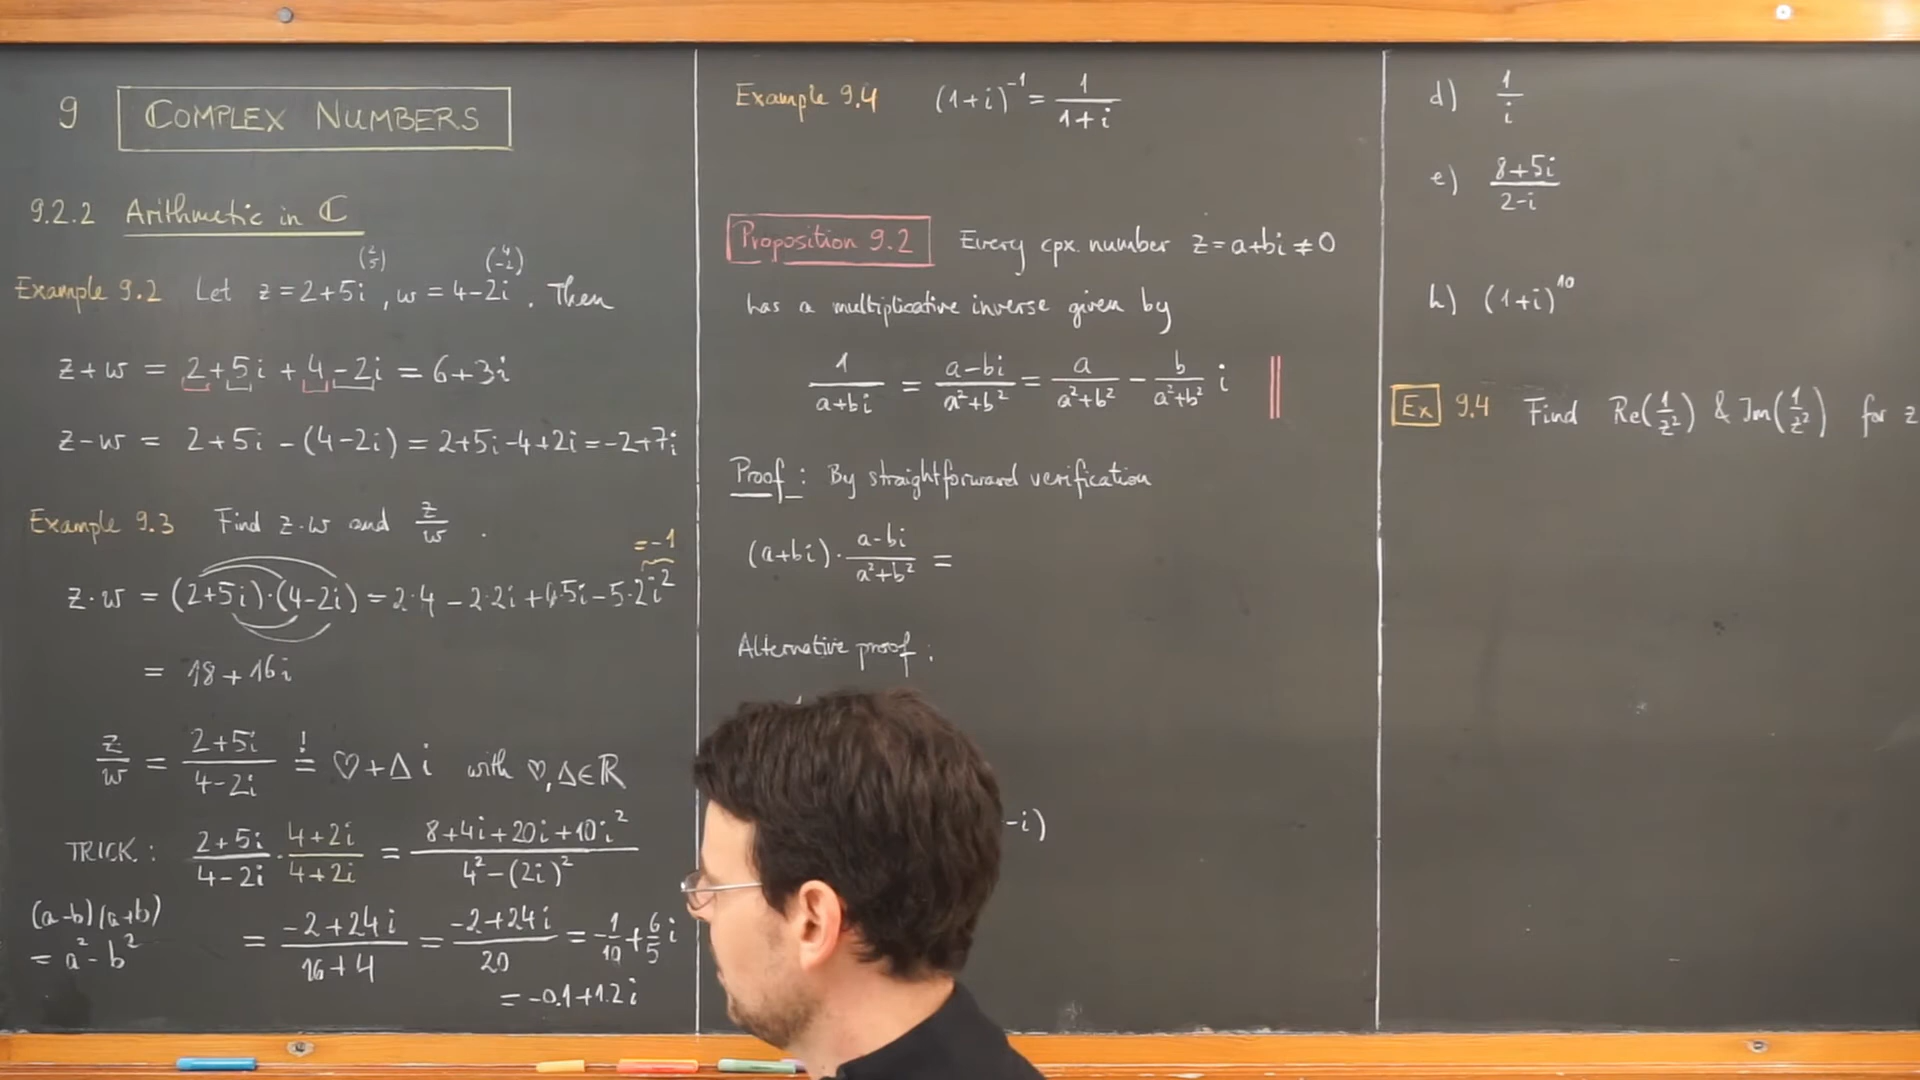 9 COMPLEX NUMBERS
9.2.2 Arithmetic in ℂ
(2 5) (4 -2)
Example 9.2 Let z = 2+5i, w = 4-2i. Then
z+w = 2+5i + 4-2i = 6+3i
z-w = 2+5i - (4-2i) = 2+5i-4+2i = -2+7i
Example 9.3 Find z·w and z/w.
=-1
z·w = (2+5i)·(4-2i) = 2·4 - 2·2i + 4·5i - 5·2i²
= 18 + 16i
z/w = (2+5i)/(4-2i) =! ♡ + Δ i with ♡, Δ ∈ ℝ
TRICK: (2+5i)/(4-2i) · (4+2i)/(4+2i) = (8+4i+20i+10i²)/(4²-(2i)²)
(a-b)(a+b)
= a²-b²
= (-2+24i)/(16+4) = (-2+24i)/20 = -1/10 + 6/5 i
= -0.1+1.2i
Example 9.4 (1+i)⁻¹ = 1/(1+i)
Proposition 9.2 Every cpx. number z = a+bi ≠ 0
has a multiplicative inverse given by
1/(a+bi) = (a-bi)/(a²+b²) = a/(a²+b²) - b/(a²+b²) i
Proof: By straightforward verification
(a+bi)·(a-bi)/(a²+b²) =
Alternative proof:
-i)
d) 1/i
e) (8+5i)/(2-i)
h) (1+i)¹⁰
Ex 9.4 Find Re(1/z²) & Im(1/z²) for z